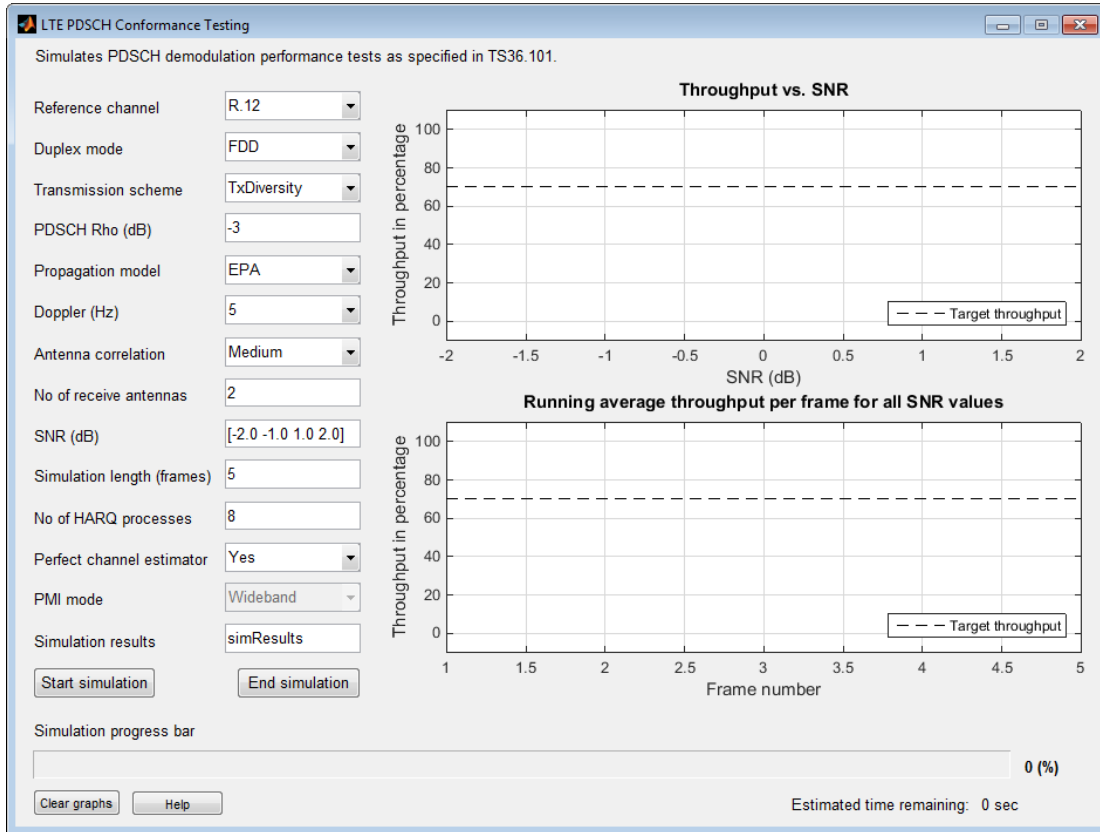 LTE PDSCH Conformance Testing
Simulates PDSCH demodulation performance tests as specified in TS36.101.
Reference channel R.12
Duplex mode FDD
Transmission scheme TxDiversity
PDSCH Rho (dB) -3
Propagation model EPA
Doppler (Hz) 5
Antenna correlation Medium
No of receive antennas 2
SNR (dB) [-2.0 -1.0 1.0 2.0]
Simulation length (frames) 5
No of HARQ processes 8
Perfect channel estimator Yes
PMI mode Wideband
Simulation results simResults
Start simulation End simulation
Throughput vs. SNR
Throughput in percentage
100
80
60
40
20
0
Target throughput
-2 -1.5 -1 -0.5 0 0.5 1 1.5 2
SNR (dB)
Running average throughput per frame for all SNR values
Throughput in percentage
100
80
60
40
20
0
Target throughput
1 1.5 2 2.5 3 3.5 4 4.5 5
Frame number
Simulation progress bar
0 (%)
Clear graphs Help
Estimated time remaining: 0 sec